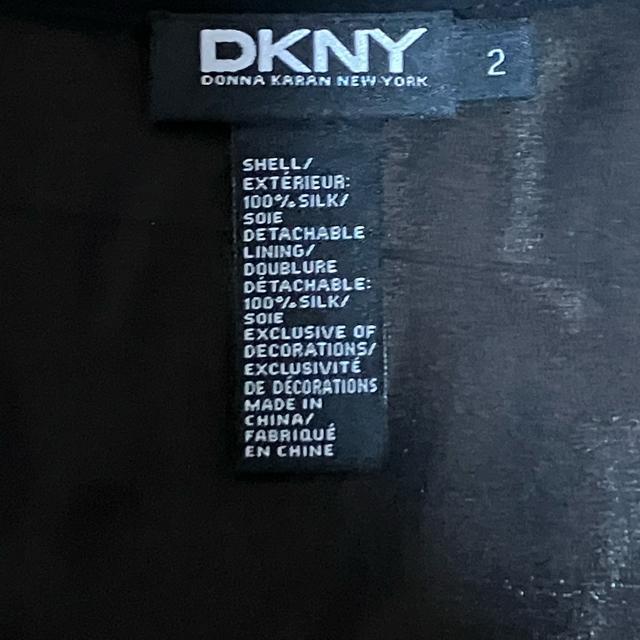 DKNY
DONNA KARAN NEW YORK
2
SHELL/
EXTÉRIEUR:
100% SILK/
SOIE
DETACHABLE
LINING/
DOUBLURE
DÉTACHABLE:
100% SILK/
SOIE
EXCLUSIVE OF
DECORATIONS/
EXCLUSIVITÉ
DE DÉCORATIONS
MADE IN
CHINA/
FABRIQUÉ
EN CHINE